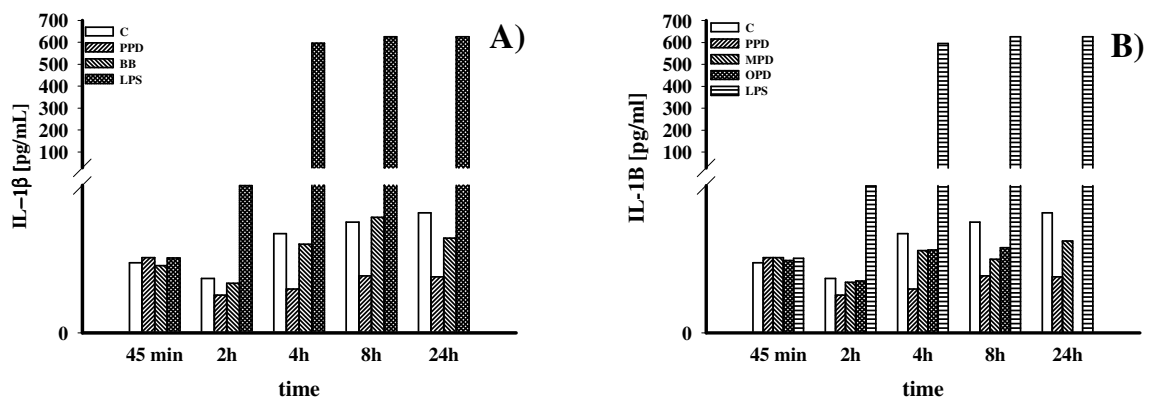 A)
700
600
500
400
300
200
100
0
IL−1β [pg/mL]
C
PPD
BB
LPS
45 min 2h 4h 8h 24h
time
B)
700
600
500
400
300
200
100
0
IL-1B [pg/ml]
C
PPD
MPD
OPD
LPS
45 min 2h 4h 8h 24h
time